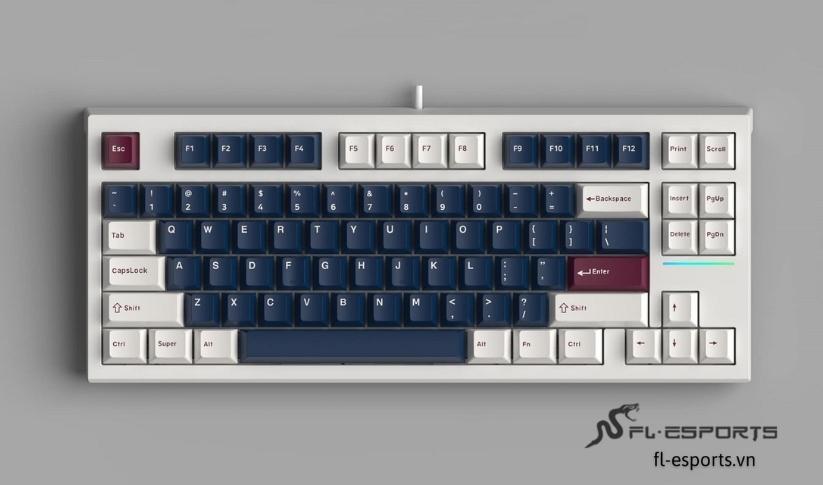 Esc F1 F2 F3 F4 F5 F6 F7 F8 F9 F10 F11 F12 Print Scroll
~ ! @ # $ % ^ & * ( ) – +
` 1 2 3 4 5 6 7 8 9 0 - = ←Backspace Insert PgUp
Tab Q W E R T Y U I O P { } ¦
[ ] \ Delete PgDn
CapsLock A S D F G H J K L : "
; , ↵Enter
⇧ Shift Z X C V B N M < > ? ⇧ Shift ↑
, . /
Ctrl Super Alt Alt Fn Ctrl ← ↓ →
FL·ESPORTS
fl-esports.vn